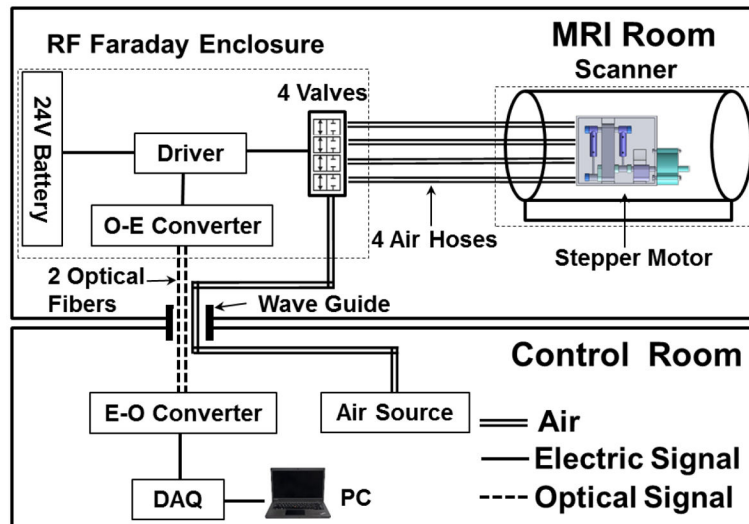 RF Faraday Enclosure
MRI Room
Scanner
4 Valves
24V Battery
Driver
O-E Converter
4 Air Hoses
Stepper Motor
2 Optical
Fibers
Wave Guide
Control Room
E-O Converter
Air Source
Air
Electric Signal
DAQ
PC
Optical Signal